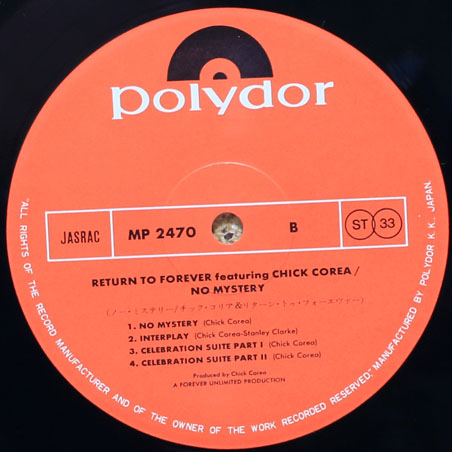 polydor
JASRAC MP 2470 B ST 33
RETURN TO FOREVER featuring CHICK COREA /
NO MYSTERY
(ノー・ミステリー/チック・コリア&リターン・トゥ・フォーエヴァー)
1. NO MYSTERY (Chick Corea)
2. INTERPLAY (Chick Corea-Stanley Clarke)
3. CELEBRATION SUITE PART I (Chick Corea)
4. CELEBRATION SUITE PART II (Chick Corea)
Produced by Chick Corea
A FOREVER UNLIMITED PRODUCTION
"ALL RIGHTS OF THE RECORD MANUFACTURER AND OF THE OWNER OF THE WORK RECORDED RESERVED." MANUFACTURED BY POLYDOR K.K. JAPAN.